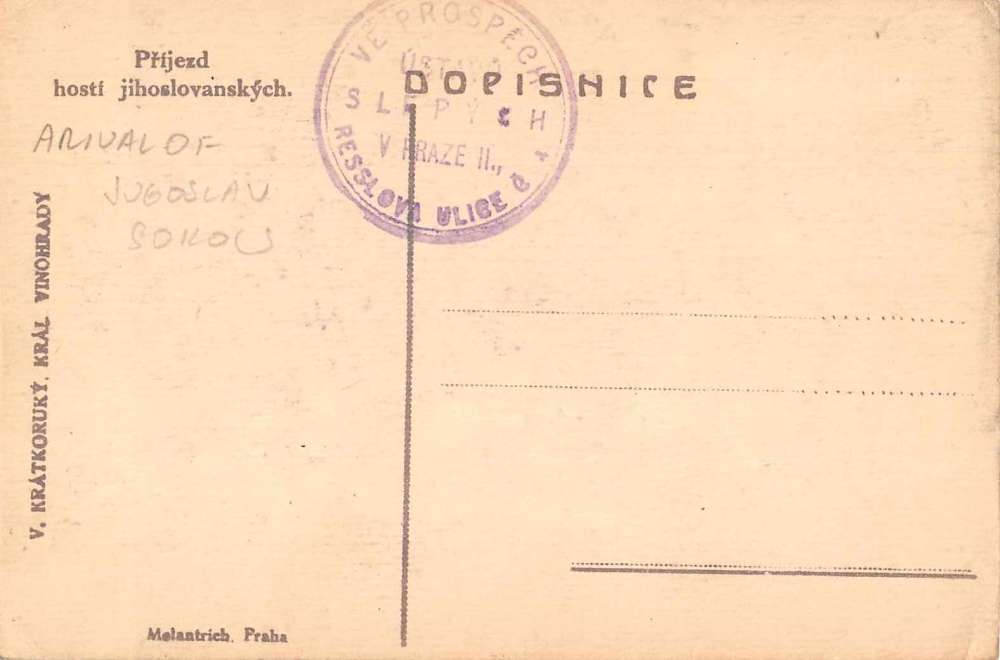 Příjezd
hostí jihoslovanských.
ARIVAL OF
JUGOSLAV
SOKOLS
V. KRÁTKORUKÝ, KRÁL. VINOHRADY
Melantrich, Praha
DOPISNICE
VE PROSPĚCH
ÚSTAVU
SLEPÝCH
V PRAZE II.,
RESSLOVA ULICE Č